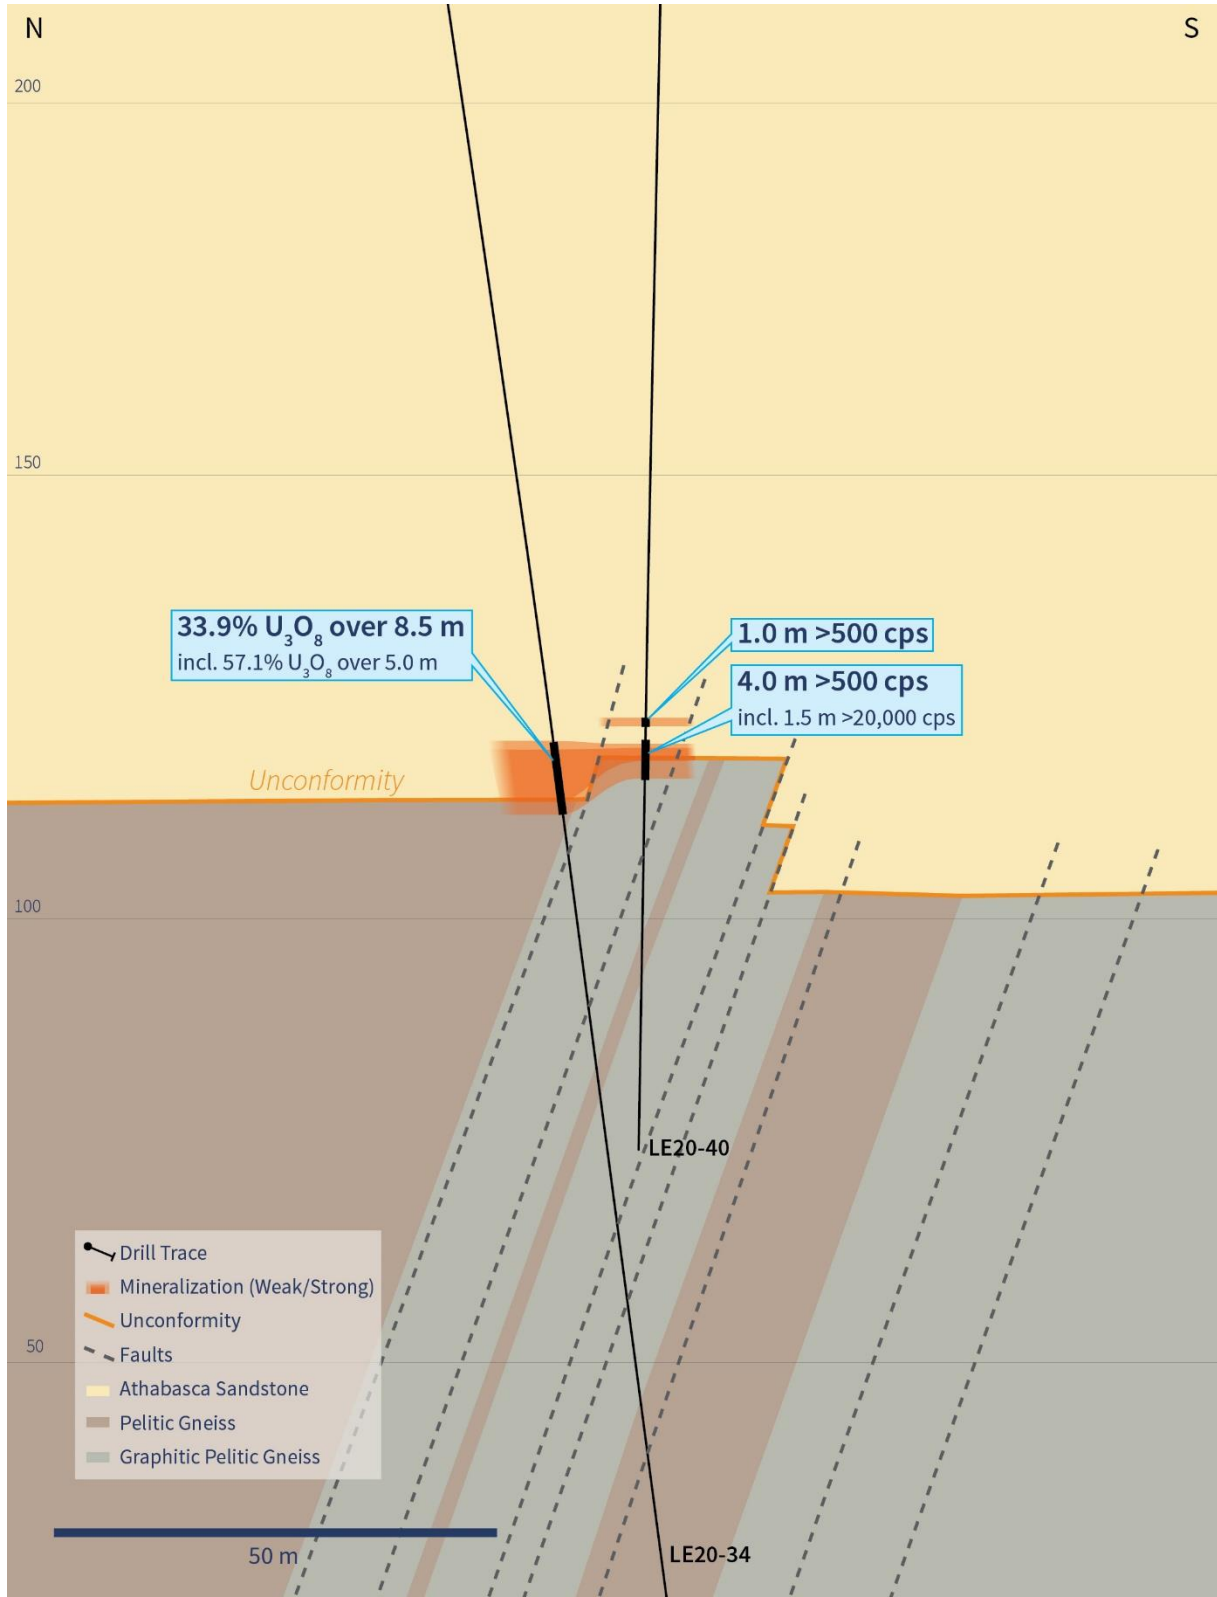 N
S
200
150
33.9% U₃O₈ over 8.5 m
incl. 57.1% U₃O₈ over 5.0 m
1.0 m >500 cps
4.0 m >500 cps
incl. 1.5 m >20,000 cps
Unconformity
100
LE20-40
50
Drill Trace
Mineralization (Weak/Strong)
Unconformity
Faults
Athabasca Sandstone
Pelitic Gneiss
Graphitic Pelitic Gneiss
50 m
LE20-34